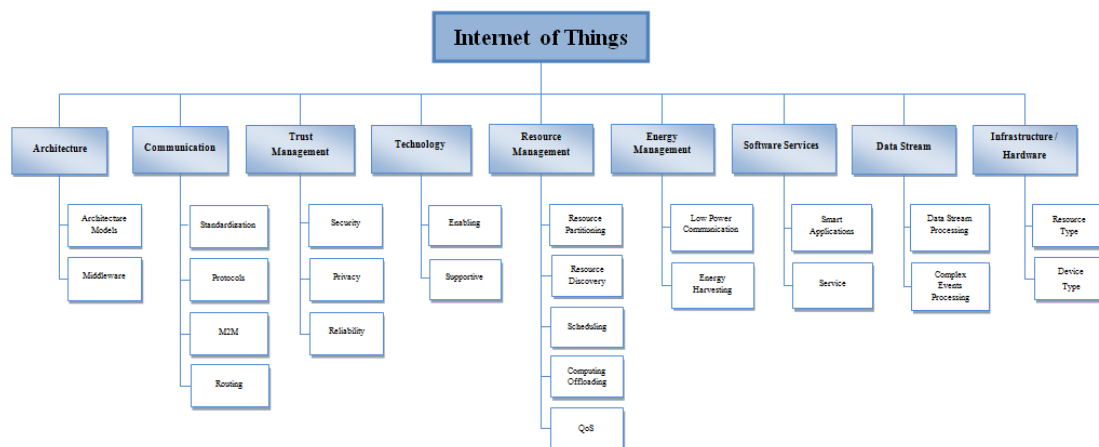 Internet of Things
Architecture
Communication
Trust
Management
Technology
Resource
Management
Energy
Management
Software Services
Data Stream
Infrastructure /
Hardware
Architecture
Models
Middleware
Standardization
Protocols
M2M
Routing
Security
Privacy
Reliability
Enabling
Supportive
Resource
Partitioning
Resource
Discovery
Scheduling
Computing
Offloading
QoS
Low Power
Communication
Energy
Harvesting
Smart
Applications
Service
Data Stream
Processing
Complex
Events
Processing
Resource
Type
Device
Type